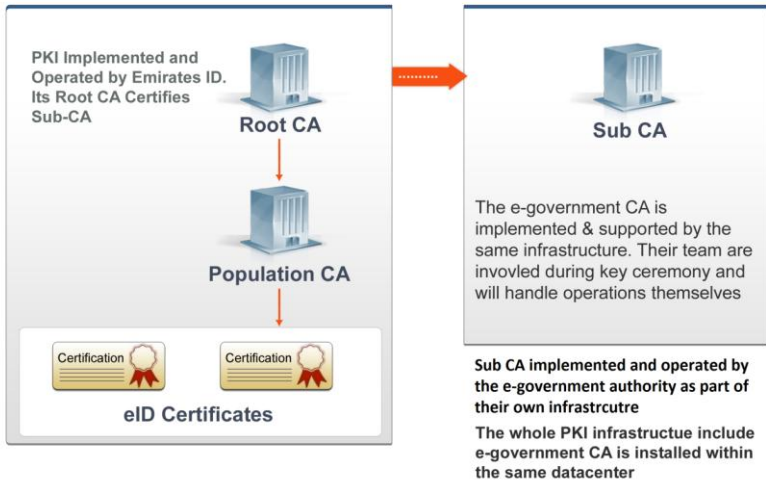 PKI Implemented and
Operated by Emirates ID.
Its Root CA Certifies
Sub-CA
Root CA
Population CA
Certification
Certification
eID Certificates
Sub CA
The e-government CA is
implemented & supported by the
same infrastructure. Their team are
invovled during key ceremony and
will handle operations themselves
Sub CA implemented and operated by
the e-government authority as part of
their own infrastrcutre
The whole PKI infrastructue include
e-government CA is installed within
the same datacenter